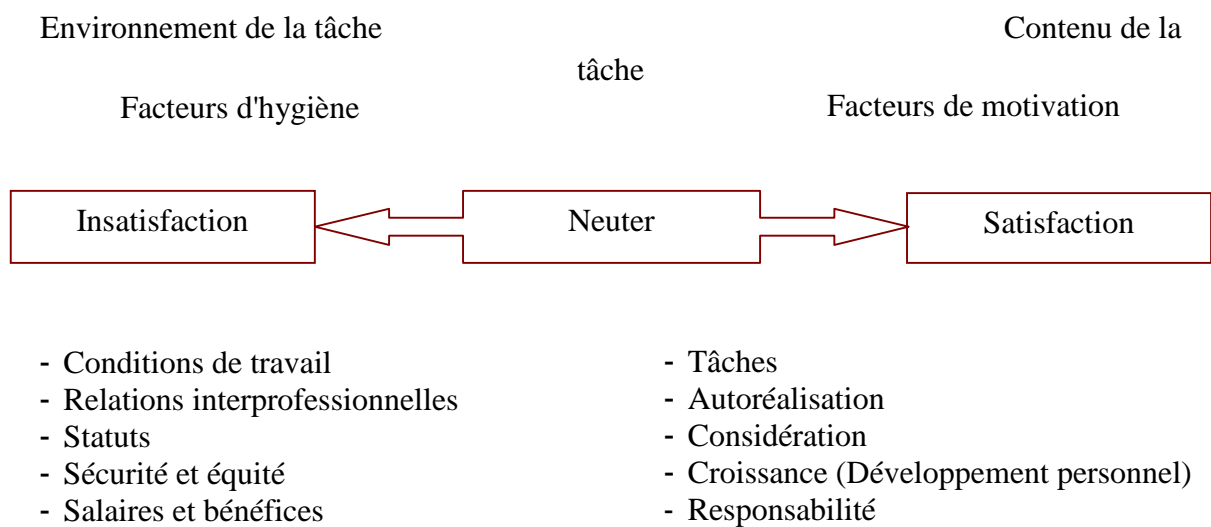 Environnement de la tâche Contenu de la
tâche
Facteurs d'hygiène Facteurs de motivation
Insatisfaction Neuter Satisfaction
- Conditions de travail
- Relations interprofessionnelles
- Statuts
- Sécurité et équité
- Salaires et bénéfices
- Tâches
- Autoréalisation
- Considération
- Croissance (Développement personnel)
- Responsabilité